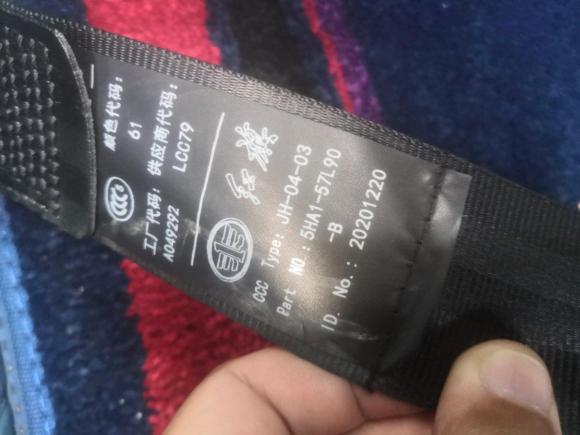 颜色代码:
61
供应商代码:
LCC79
CCC
S
工厂代码:
A049292
红旗
CCC Type: JH-04-03
Part NO.: 5HA1-57L90
-B
ID. No.: 20201220